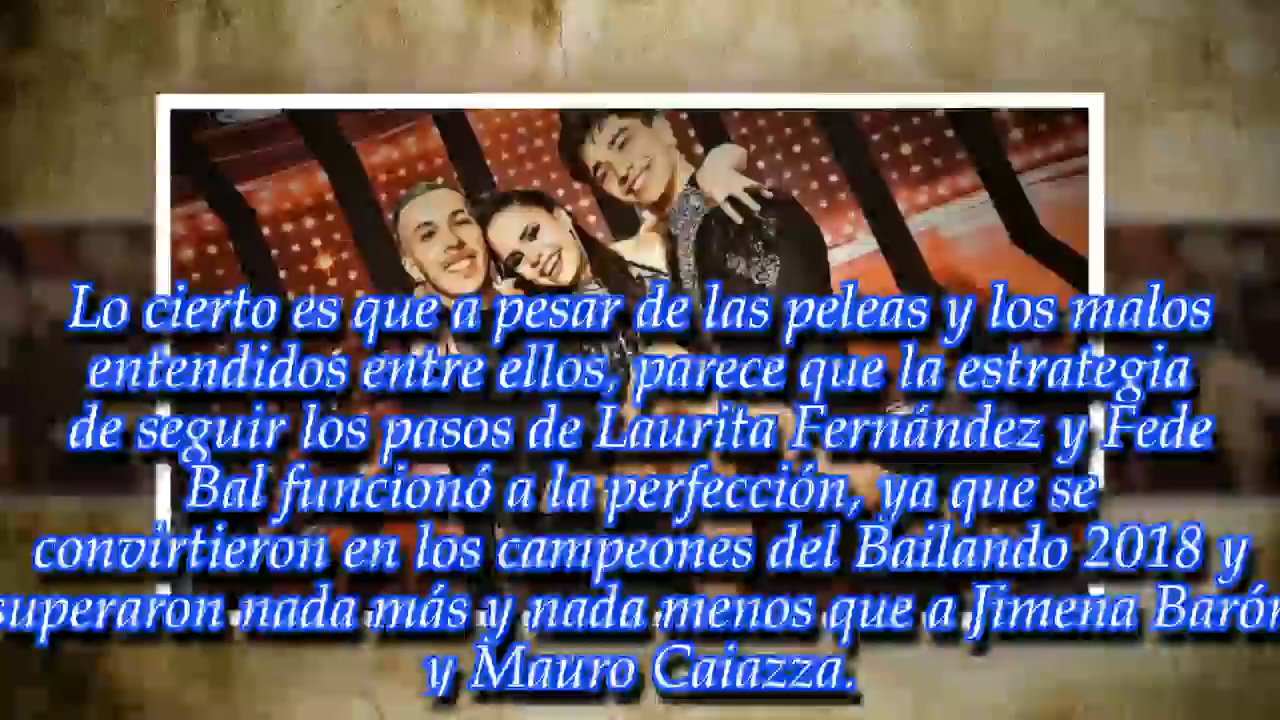 Lo cierto es que a pesar de las peleas y los malos
entendidos entre ellos, parece que la estrategia
de seguir los pasos de Laurita Fernández y Fede
Bal funcionó a la perfección, ya que se
convirtieron en los campeones del Bailando 2018 y
superaron nada más y nada menos que a Jimena Barón
y Mauro Caiazza.